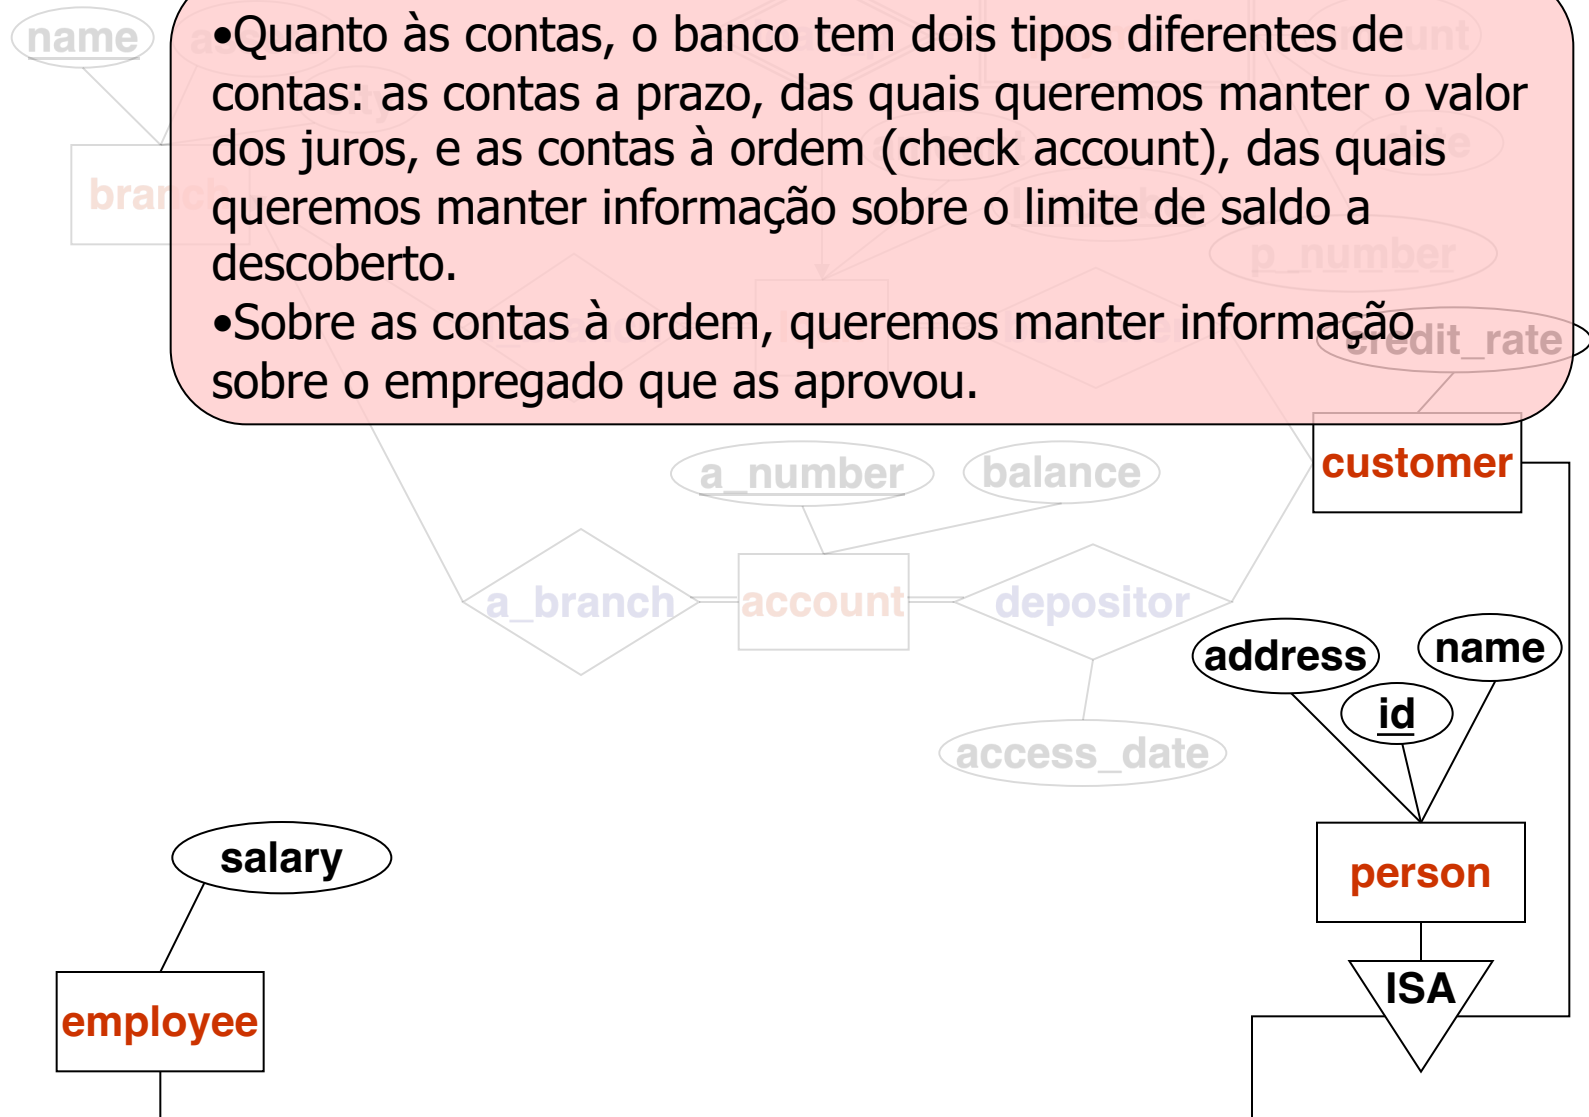 name
•Quanto às contas, o banco tem dois tipos diferentes de
contas: as contas a prazo, das quais queremos manter o valor
dos juros, e as contas à ordem (check account), das quais
queremos manter informação sobre o limite de saldo a
descoberto.
•Sobre as contas à ordem, queremos manter informação
sobre o empregado que as aprovou.
branch
p_number
credit_rate
customer
a_number
balance
a_branch
account
depositor
access_date
address
name
id
person
ISA
salary
employee